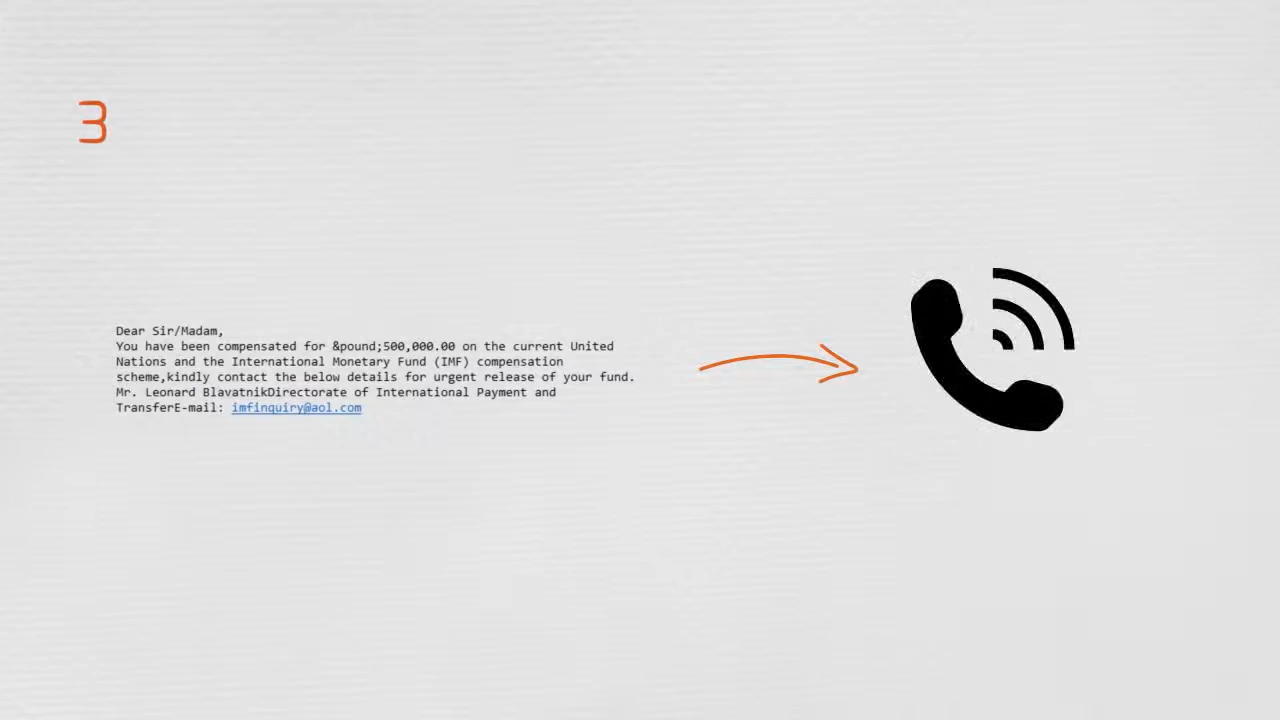 3
Dear Sir/Madam,
You have been compensated for &pound;500,000.00 on the current United
Nations and the International Monetary Fund (IMF) compensation
scheme,kindly contact the below details for urgent release of your fund.
Mr. Leonard BlavatnikDirectorate of International Payment and
TransferE-mail: imfinquiry@aol.com